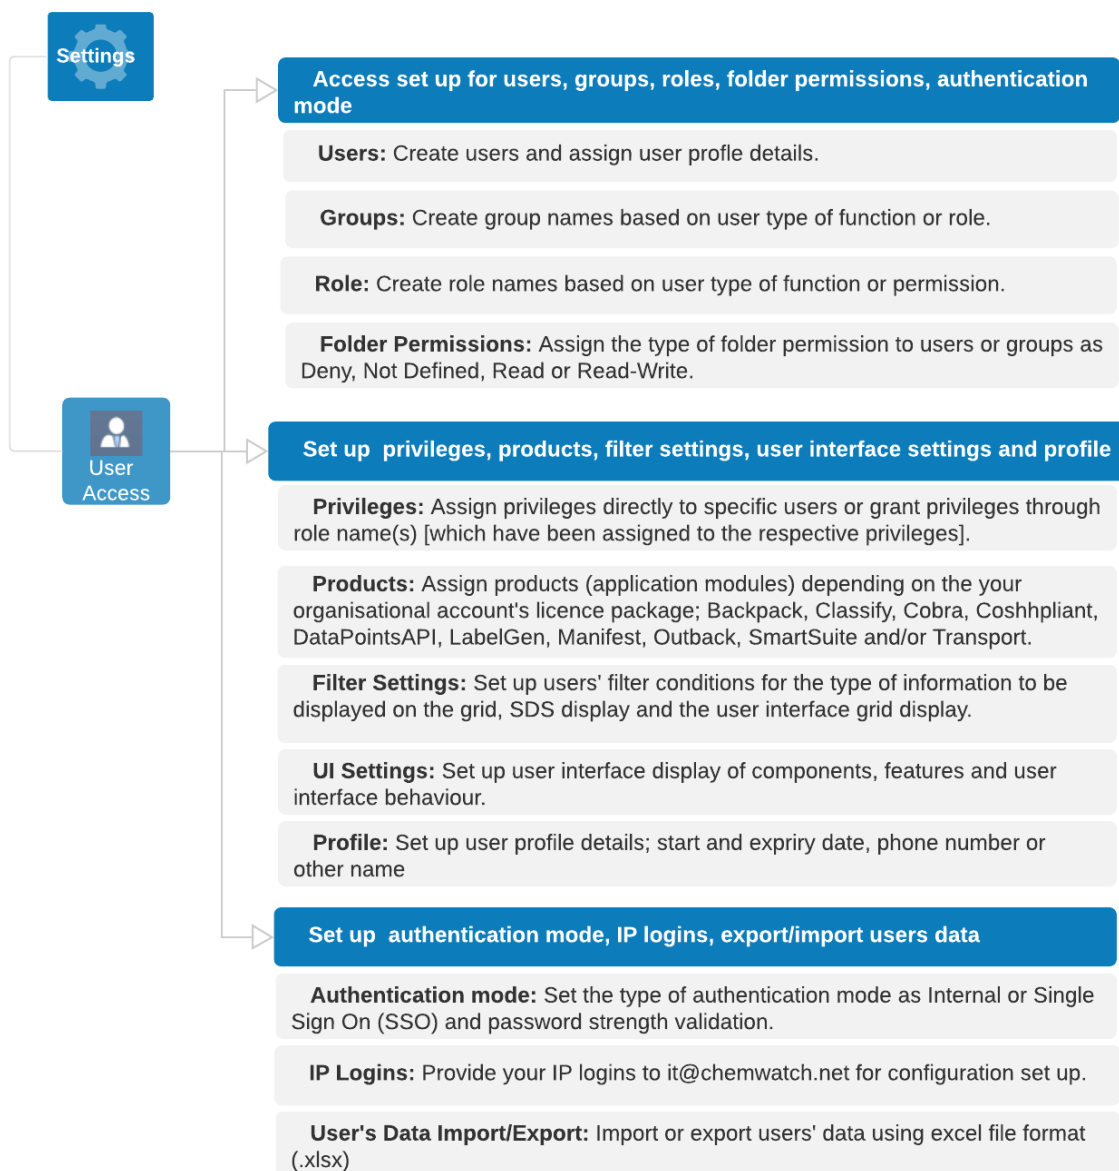 Settings
Access set up for users, groups, roles, folder permissions, authentication
mode
Users: Create users and assign user profle details.
Groups: Create group names based on user type of function or role.
Role: Create role names based on user type of function or permission.
Folder Permissions: Assign the type of folder permission to users or groups as
Deny, Not Defined, Read or Read-Write.
User
Access
Set up privileges, products, filter settings, user interface settings and profile
Privileges: Assign privileges directly to specific users or grant privileges through
role name(s) [which have been assigned to the respective privileges].
Products: Assign products (application modules) depending on the your
organisational account's licence package; Backpack, Classify, Cobra, Coshhpliant,
DataPointsAPI, LabelGen, Manifest, Outback, SmartSuite and/or Transport.
Filter Settings: Set up users' filter conditions for the type of information to be
displayed on the grid, SDS display and the user interface grid display.
UI Settings: Set up user interface display of components, features and user
interface behaviour.
Profile: Set up user profile details; start and expriry date, phone number or
other name
Set up authentication mode, IP logins, export/import users data
Authentication mode: Set the type of authentication mode as Internal or Single
Sign On (SSO) and password strength validation.
IP Logins: Provide your IP logins to it@chemwatch.net for configuration set up.
User's Data Import/Export: Import or export users' data using excel file format
(.xlsx)